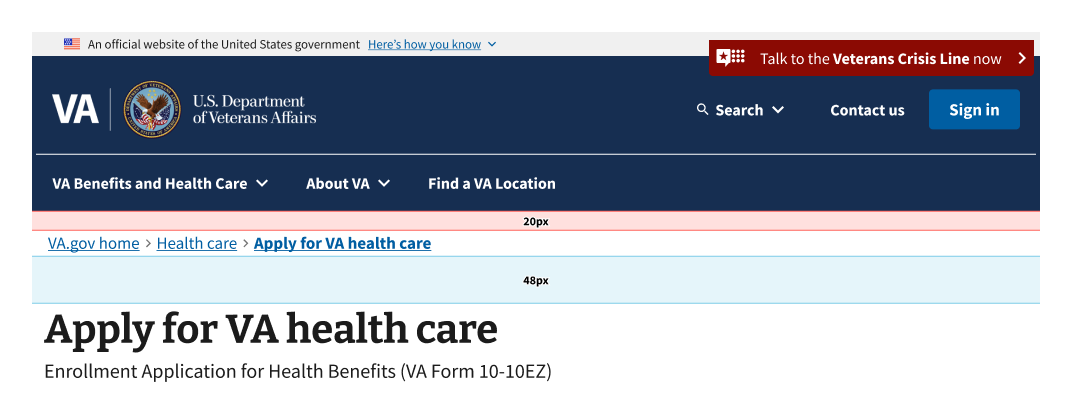 An official website of the United States government Here's how you know
Talk to the Veterans Crisis Line now
VA
U.S. Department
of Veterans Affairs
Search
Contact us
Sign in
VA Benefits and Health Care
About VA
Find a VA Location
20px
VA.gov home > Health care > Apply for VA health care
48px
Apply for VA health care
Enrollment Application for Health Benefits (VA Form 10-10EZ)